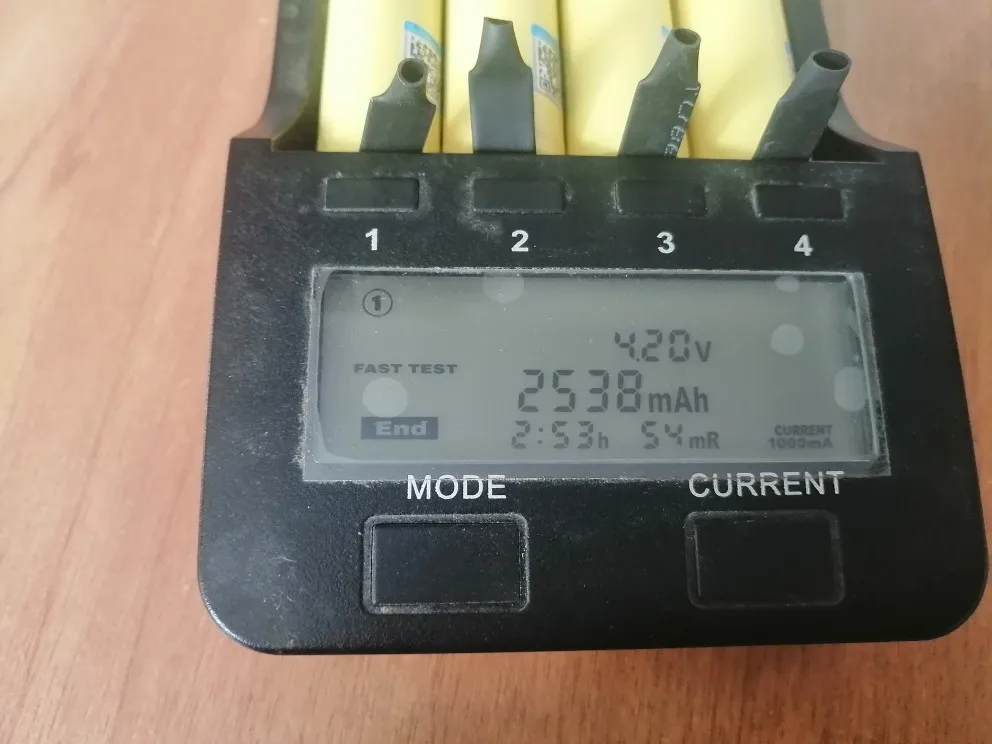 1 2 3 4
1
4.20V
FAST TEST
2538mAh
End 2:53h 54mR CURRENT 1000mA
MODE CURRENT